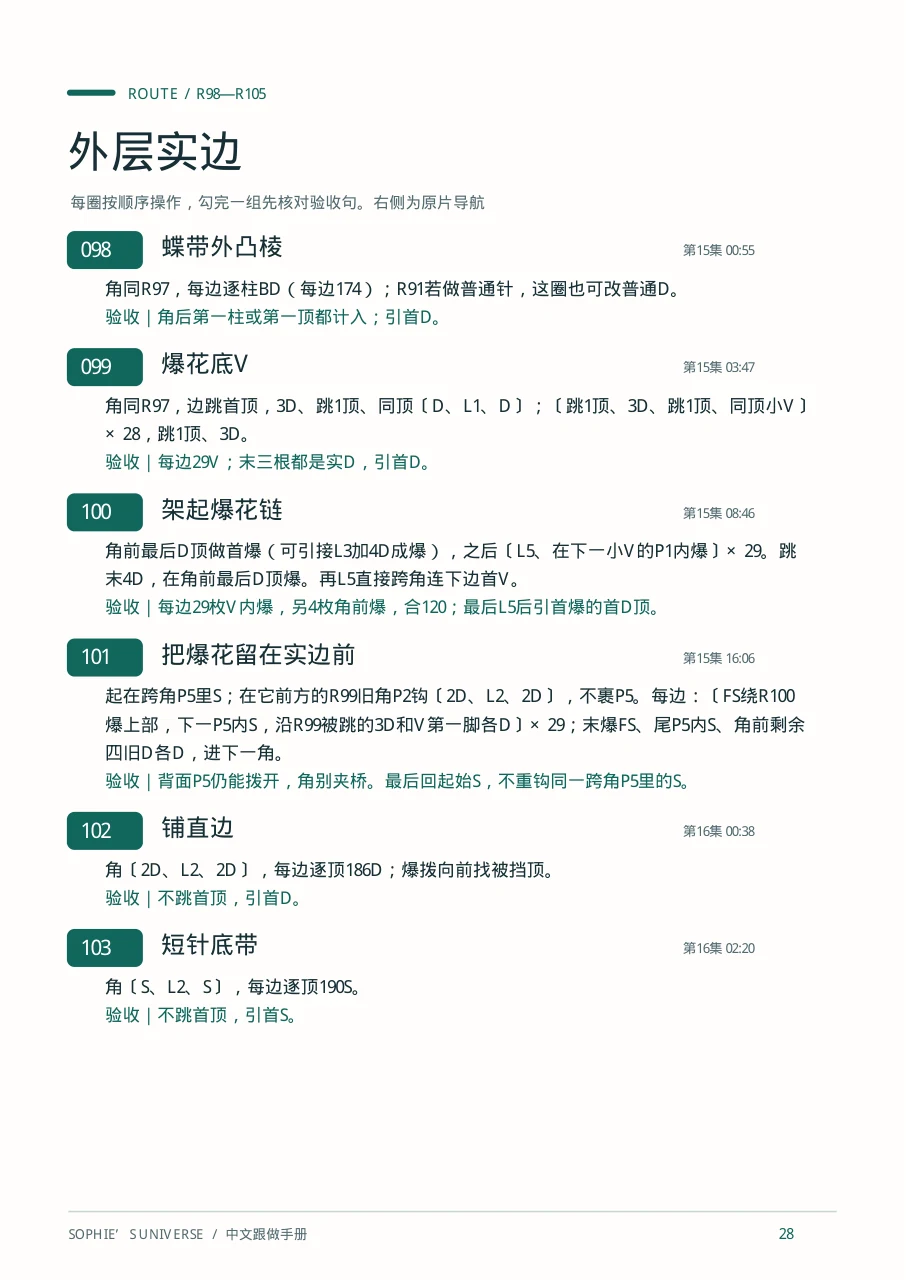 ROUTE / R98—R105
外层实边
每圈按顺序操作，勾完一组先核对验收句。右侧为原片导航
098 蝶带外凸棱 第15集 00:55
角同R97，每边逐柱BD（每边174）；R91若做普通针，这圈也可改普通D。
验收｜角后第一柱或第一顶都计入；引首D。
099 爆花底V 第15集 03:47
角同R97，边跳首顶，3D、跳1顶、同顶〔D、L1、D〕；〔跳1顶、3D、跳1顶、同顶小V〕
× 28，跳1顶、3D。
验收｜每边29V；末三根都是实D，引首D。
100 架起爆花链 第15集 08:46
角前最后D顶做首爆（可引接L3加4D成爆），之后〔L5、在下一小V的P1内爆〕× 29。跳
末4D，在角前最后D顶爆。再L5直接跨角连下边首V。
验收｜每边29枚V内爆，另4枚角前爆，合120；最后L5后引首爆的首D顶。
101 把爆花留在实边前 第15集 16:06
起在跨角P5里S；在它前方的R99旧角P2钩〔2D、L2、2D〕，不裹P5。每边：〔FS绕R100
爆上部，下一P5内S，沿R99被跳的3D和V第一脚各D〕× 29；末爆FS、尾P5内S、角前剩余
四旧D各D，进下一角。
验收｜背面P5仍能拨开，角别夹桥。最后回起始S，不重钩同一跨角P5里的S。
102 铺直边 第16集 00:38
角〔2D、L2、2D〕，每边逐顶186D；爆拨向前找被挡顶。
验收｜不跳首顶，引首D。
103 短针底带 第16集 02:20
角〔S、L2、S〕，每边逐顶190S。
验收｜不跳首顶，引首S。
SOPHIE’S UNIVERSE / 中文跟做手册 28